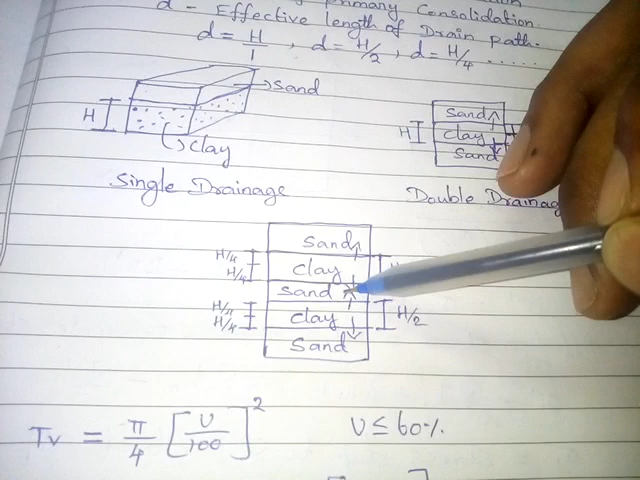 primary Consolidation.
d - Effective length of Drain path.
d = H/1 , d = H/2 , d = H/4 ......
Sand
H
Clay
Single Drainage
Sand
H
Clay
Sand
Double Drainag
Sand
H/4
H/4
Clay
Sand
H/4
H/4
Clay
H/2
Sand
Tv = π/4 [U/100]² U ≤ 60%.